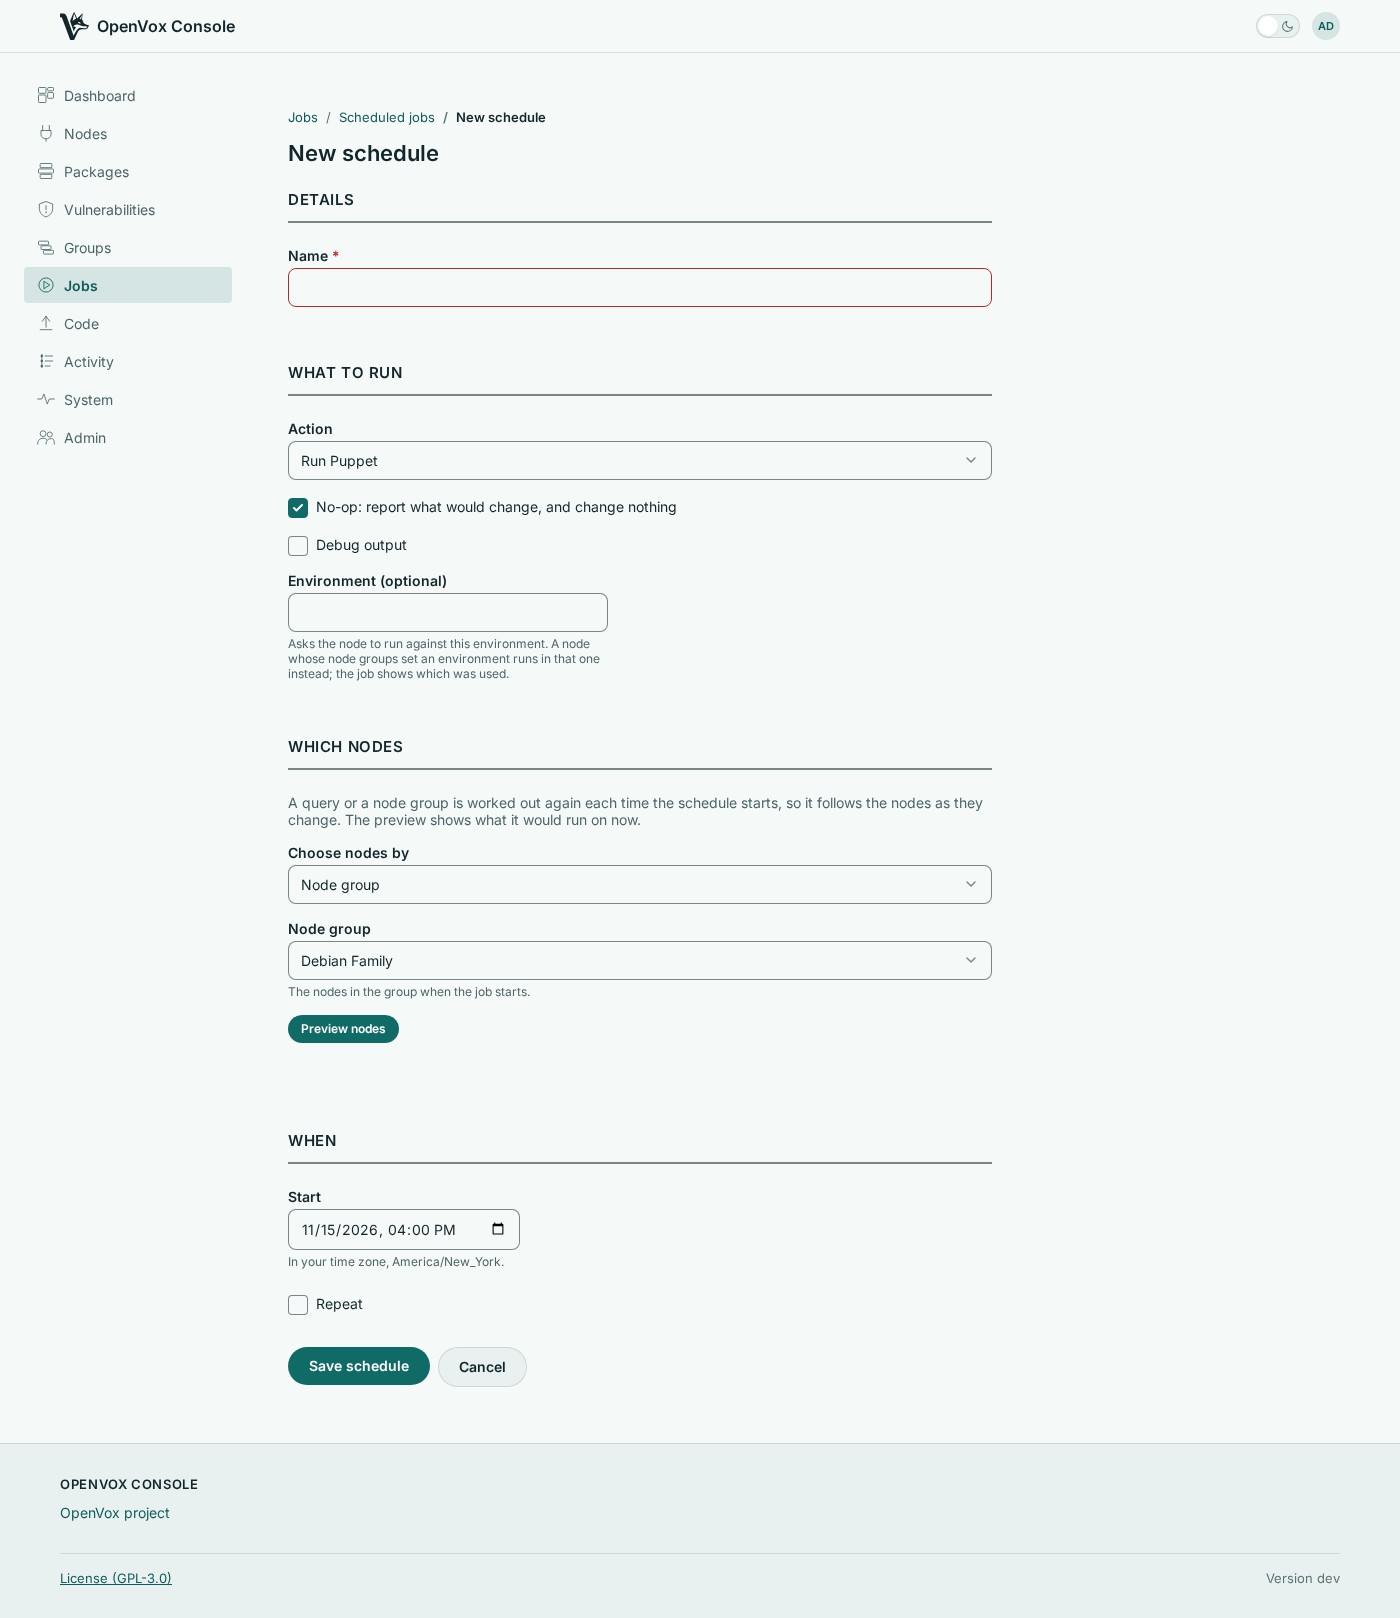 OpenVox Console
AD
Dashboard
Nodes
Packages
Vulnerabilities
Groups
Jobs
Code
Activity
System
Admin
Jobs / Scheduled jobs / New schedule
New schedule
DETAILS
Name *
WHAT TO RUN
Action
Run Puppet
No-op: report what would change, and change nothing
Debug output
Environment (optional)
Asks the node to run against this environment. A node
whose node groups set an environment runs in that one
instead; the job shows which was used.
WHICH NODES
A query or a node group is worked out again each time the schedule starts, so it follows the nodes as they
change. The preview shows what it would run on now.
Choose nodes by
Node group
Node group
Debian Family
The nodes in the group when the job starts.
Preview nodes
WHEN
Start
11/15/2026, 04:00 PM
In your time zone, America/New_York.
Repeat
Save schedule
Cancel
OPENVOX CONSOLE
OpenVox project
License (GPL-3.0)
Version dev